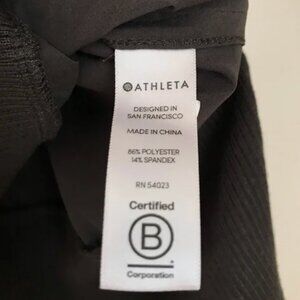 ATHLETA
DESIGNED IN
SAN FRANCISCO
MADE IN CHINA
86% POLYESTER
14% SPANDEX
RN 54023
Certified
B
Corporation